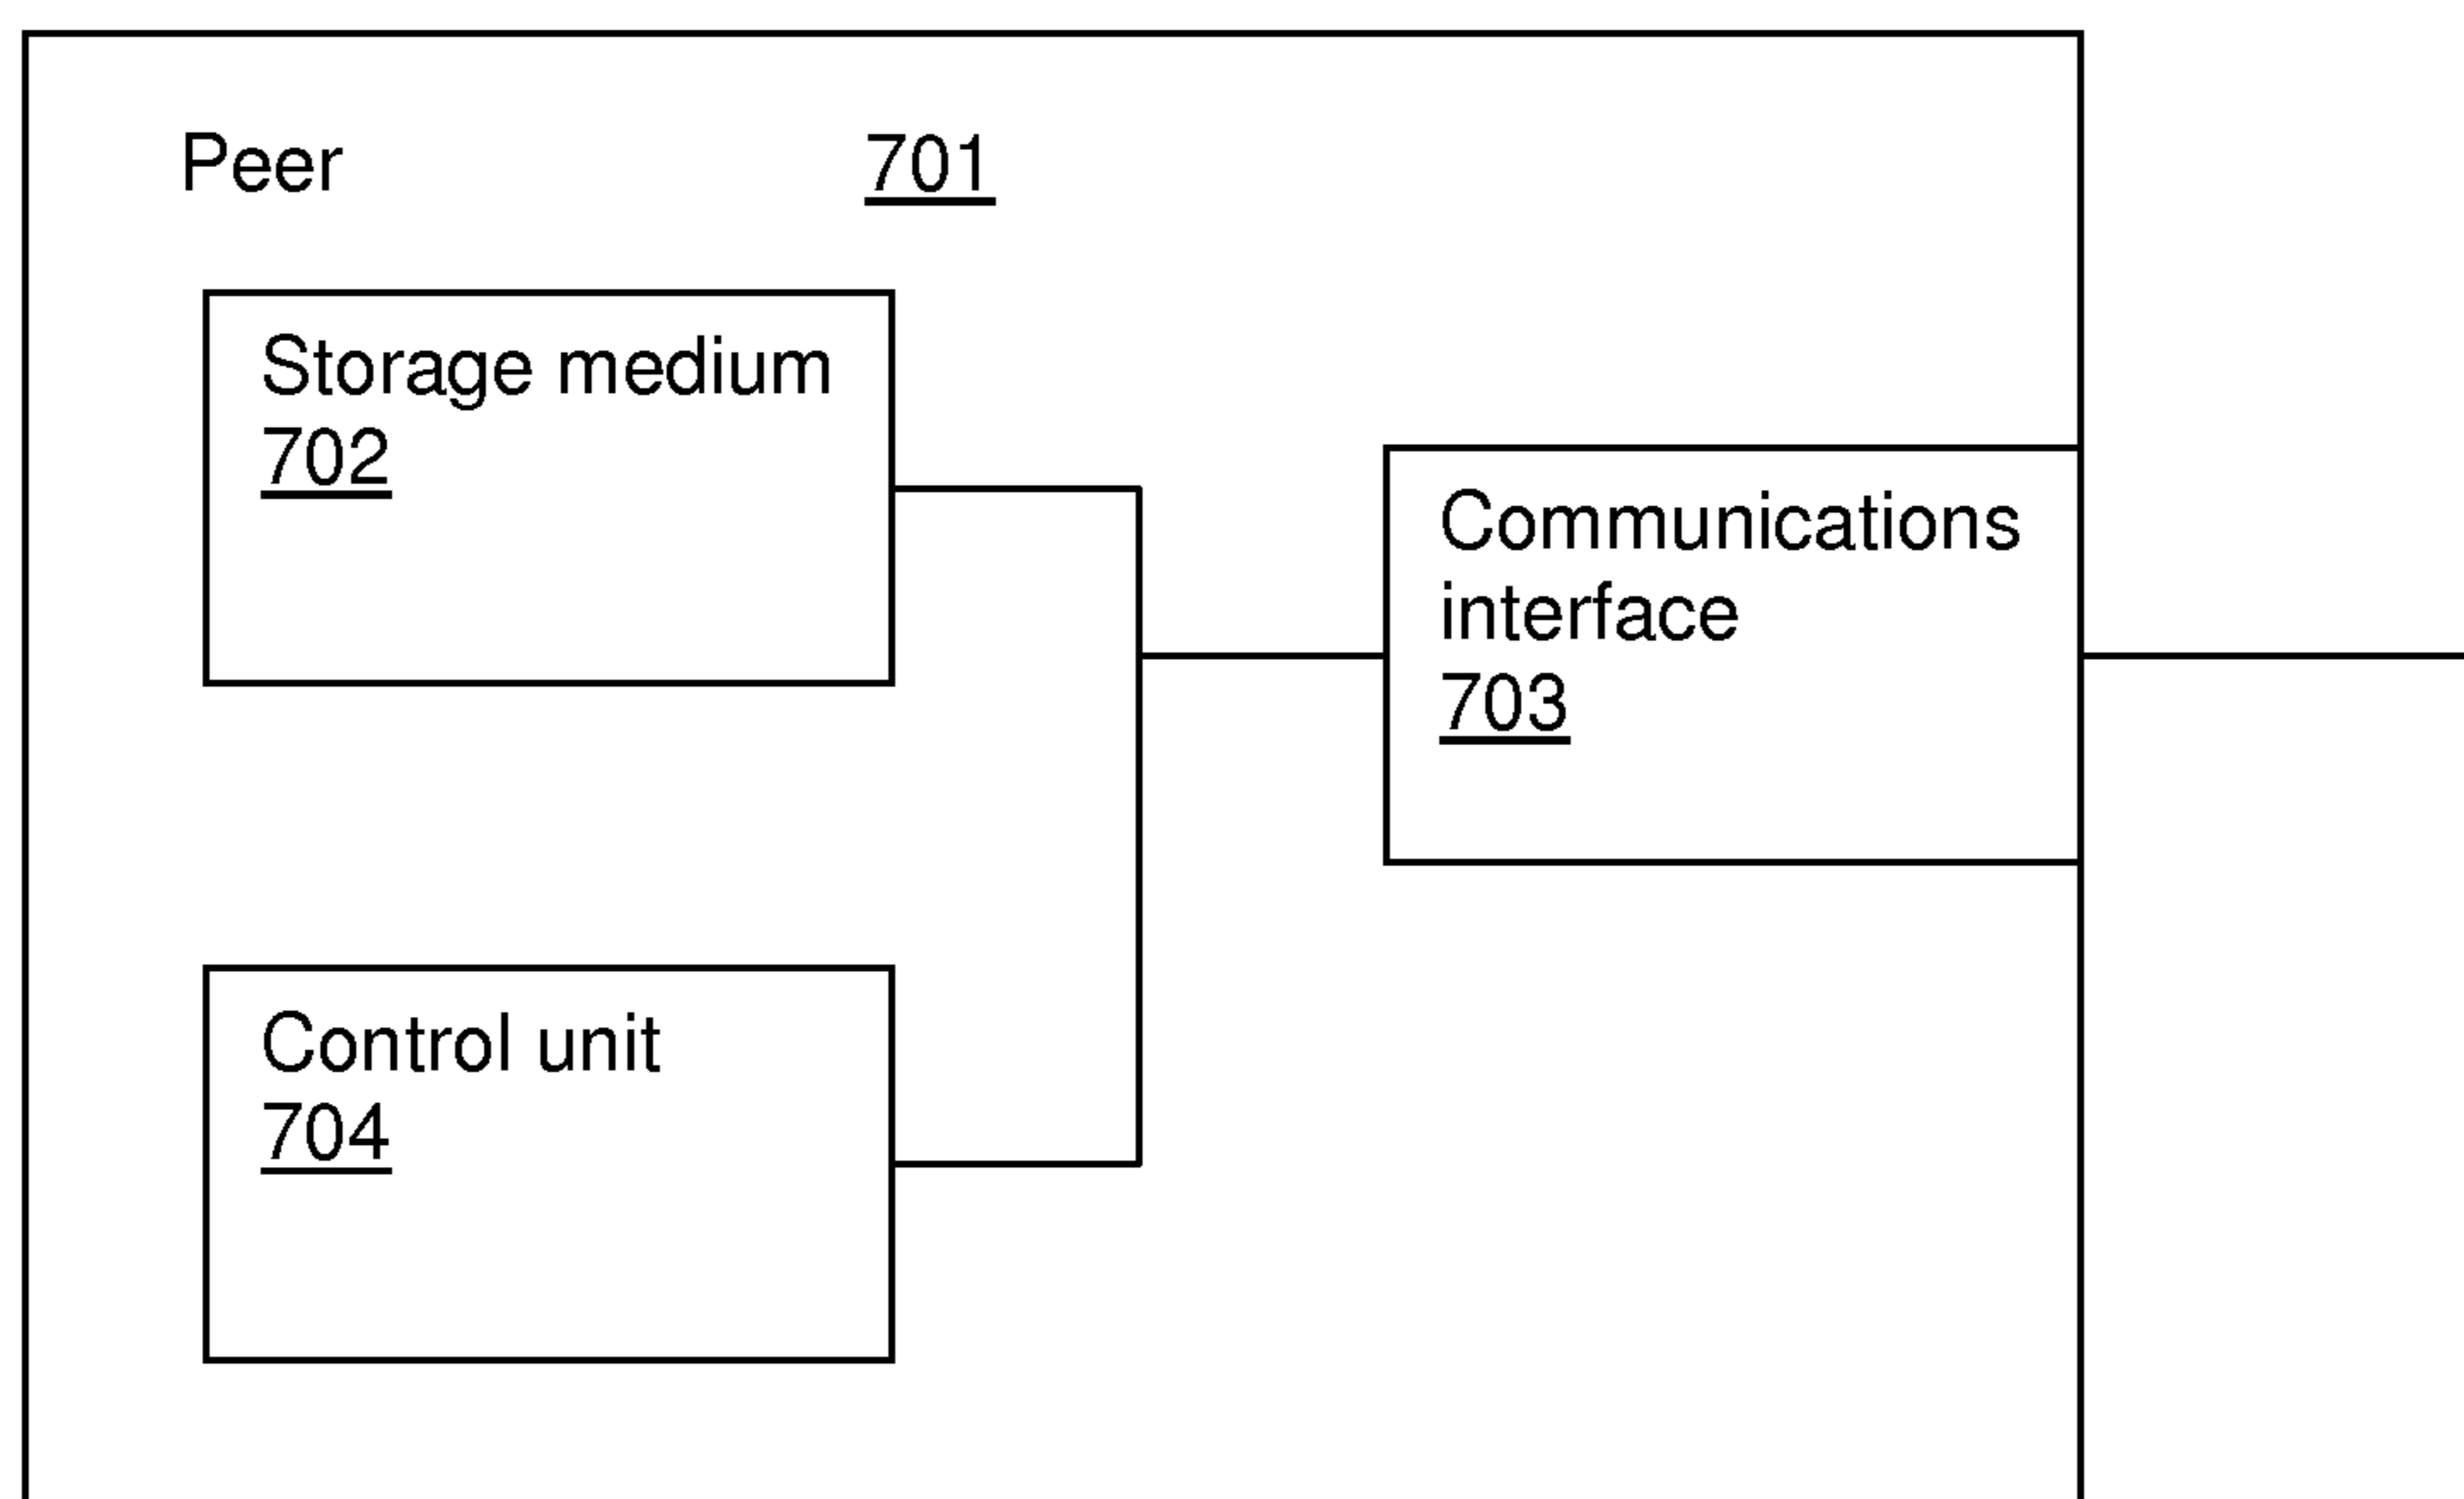 Peer 701
Storage medium
702
Communications
interface
703
Control unit
704